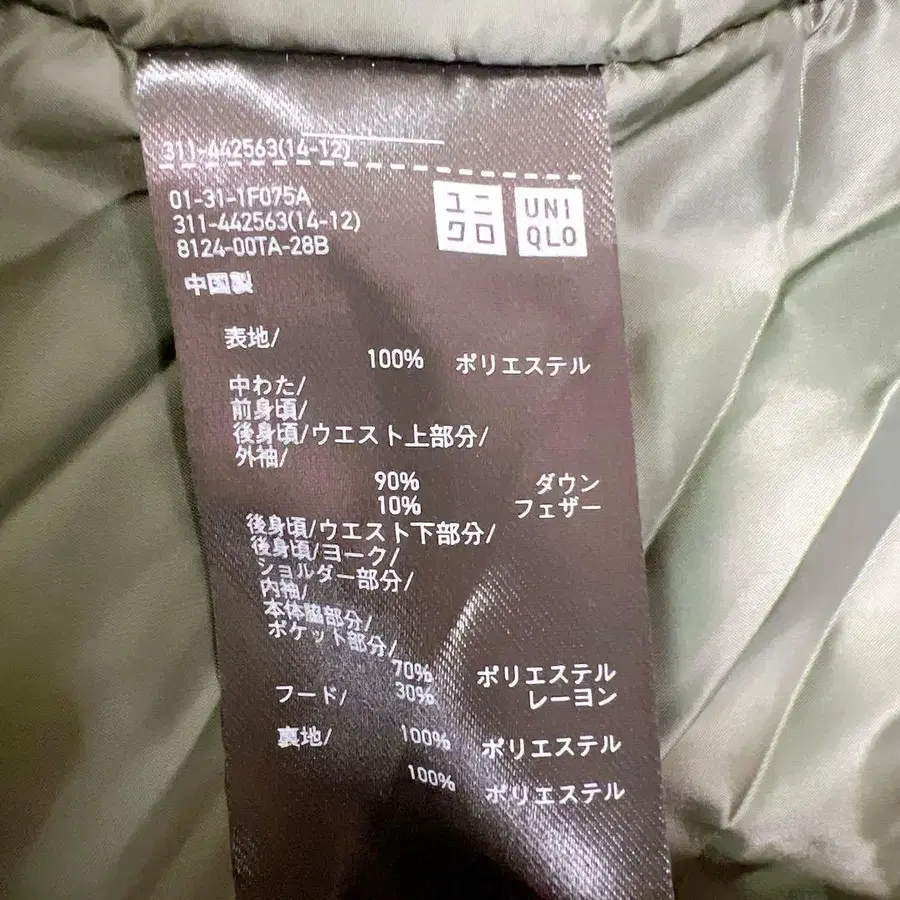 311-442563(14-12)
01-31-1F075A
311-442563(14-12)
8124-00TA-28B
ユニ
クロ
UNI
QLO
中国製
表地/
100% ポリエステル
中わた/
前身頃/
後身頃/ウエスト上部分/
外袖/
90% ダウン
10% フェザー
後身頃/ウエスト下部分/
後身頃/ヨーク/
ショルダー部分/
内袖/
本体脇部分/
ポケット部分/
70% ポリエステル
30% レーヨン
フード/
100% ポリエステル
裏地/
100% ポリエステル